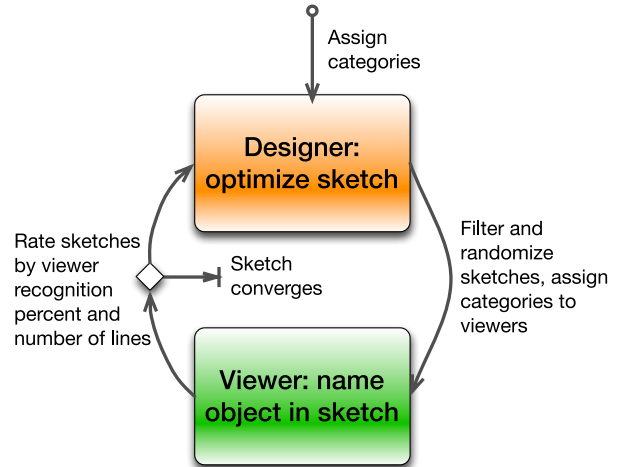 Assign
categories
Designer:
optimize sketch
Filter and
randomize
sketches, assign
categories to
viewers
Rate sketches
by viewer
recognition
percent and
number of lines
Sketch
converges
Viewer: name
object in sketch